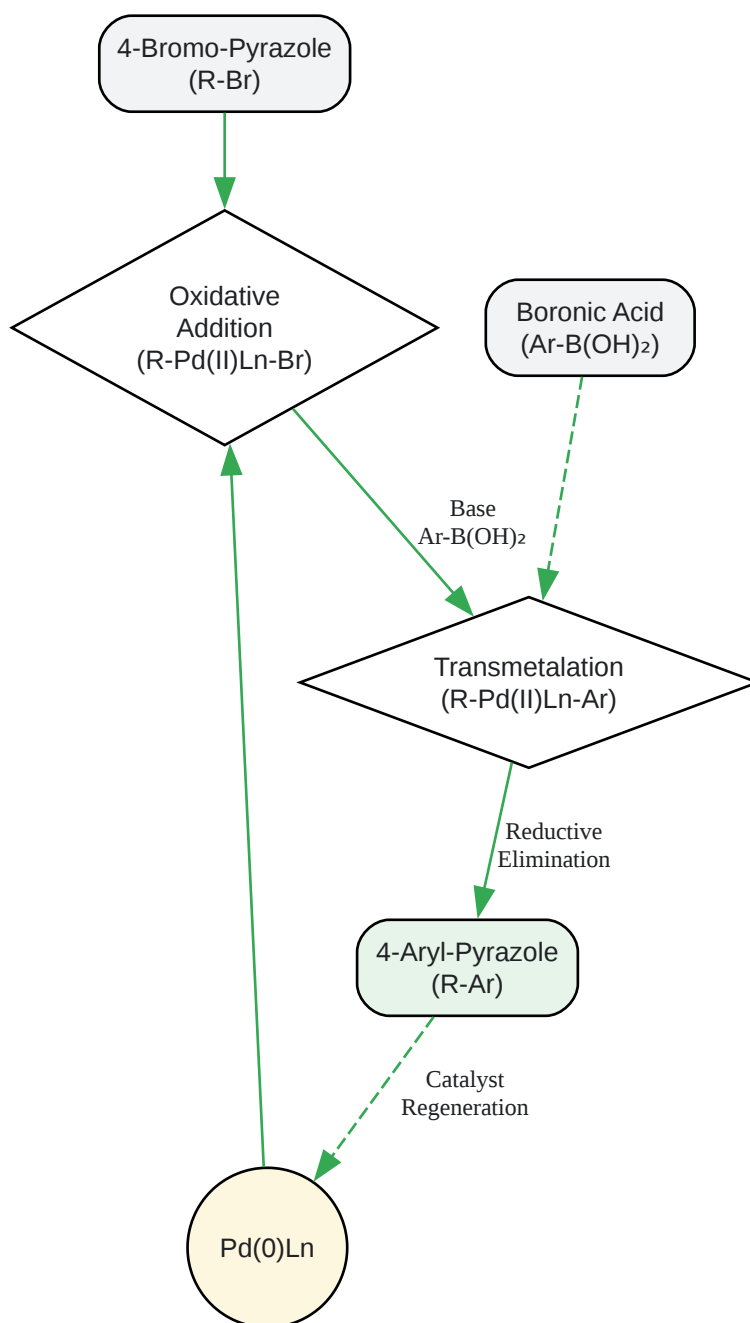 4-Bromo-Pyrazole
(R-Br)
Oxidative
Addition
(R-Pd(II)Ln-Br)
Boronic Acid
(Ar-B(OH)₂)
Base
Ar-B(OH)₂
Transmetalation
(R-Pd(II)Ln-Ar)
Reductive
Elimination
4-Aryl-Pyrazole
(R-Ar)
Catalyst
Regeneration
Pd(0)Ln